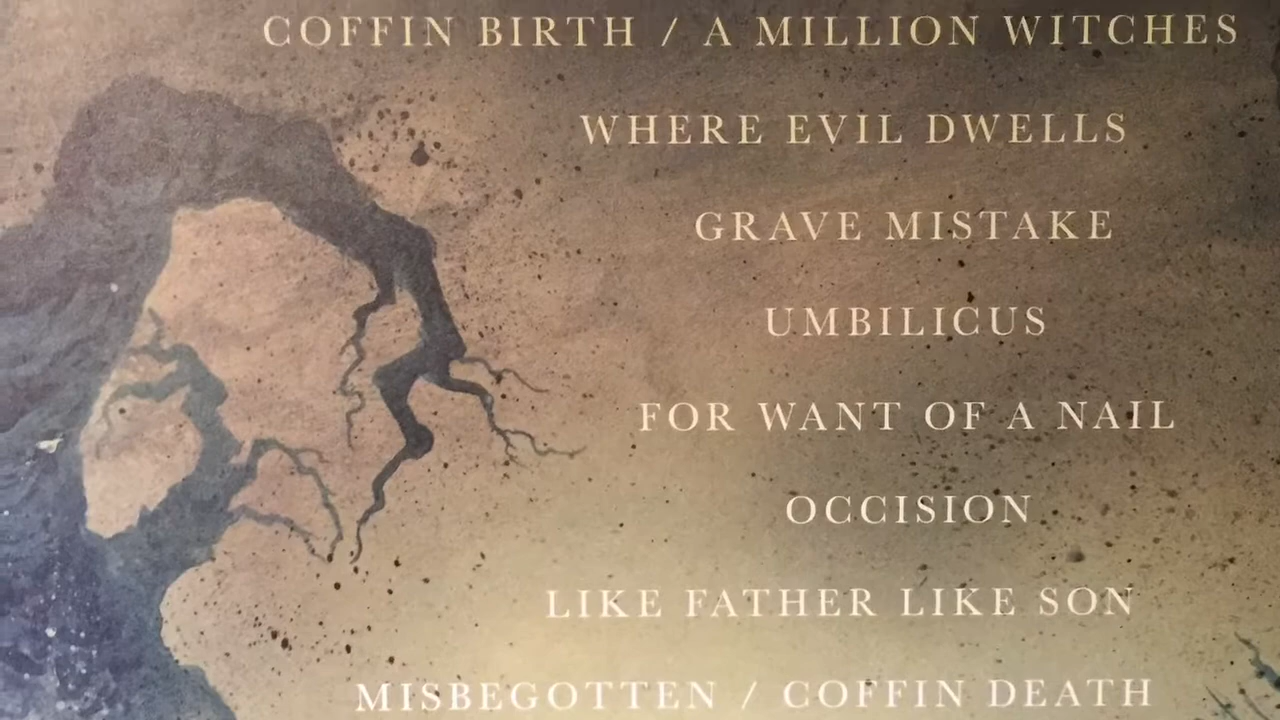 COFFIN BIRTH / A MILLION WITCHES
WHERE EVIL DWELLS
GRAVE MISTAKE
UMBILICUS
FOR WANT OF A NAIL
OCCISION
LIKE FATHER LIKE SON
MISBEGOTTEN / COFFIN DEATH